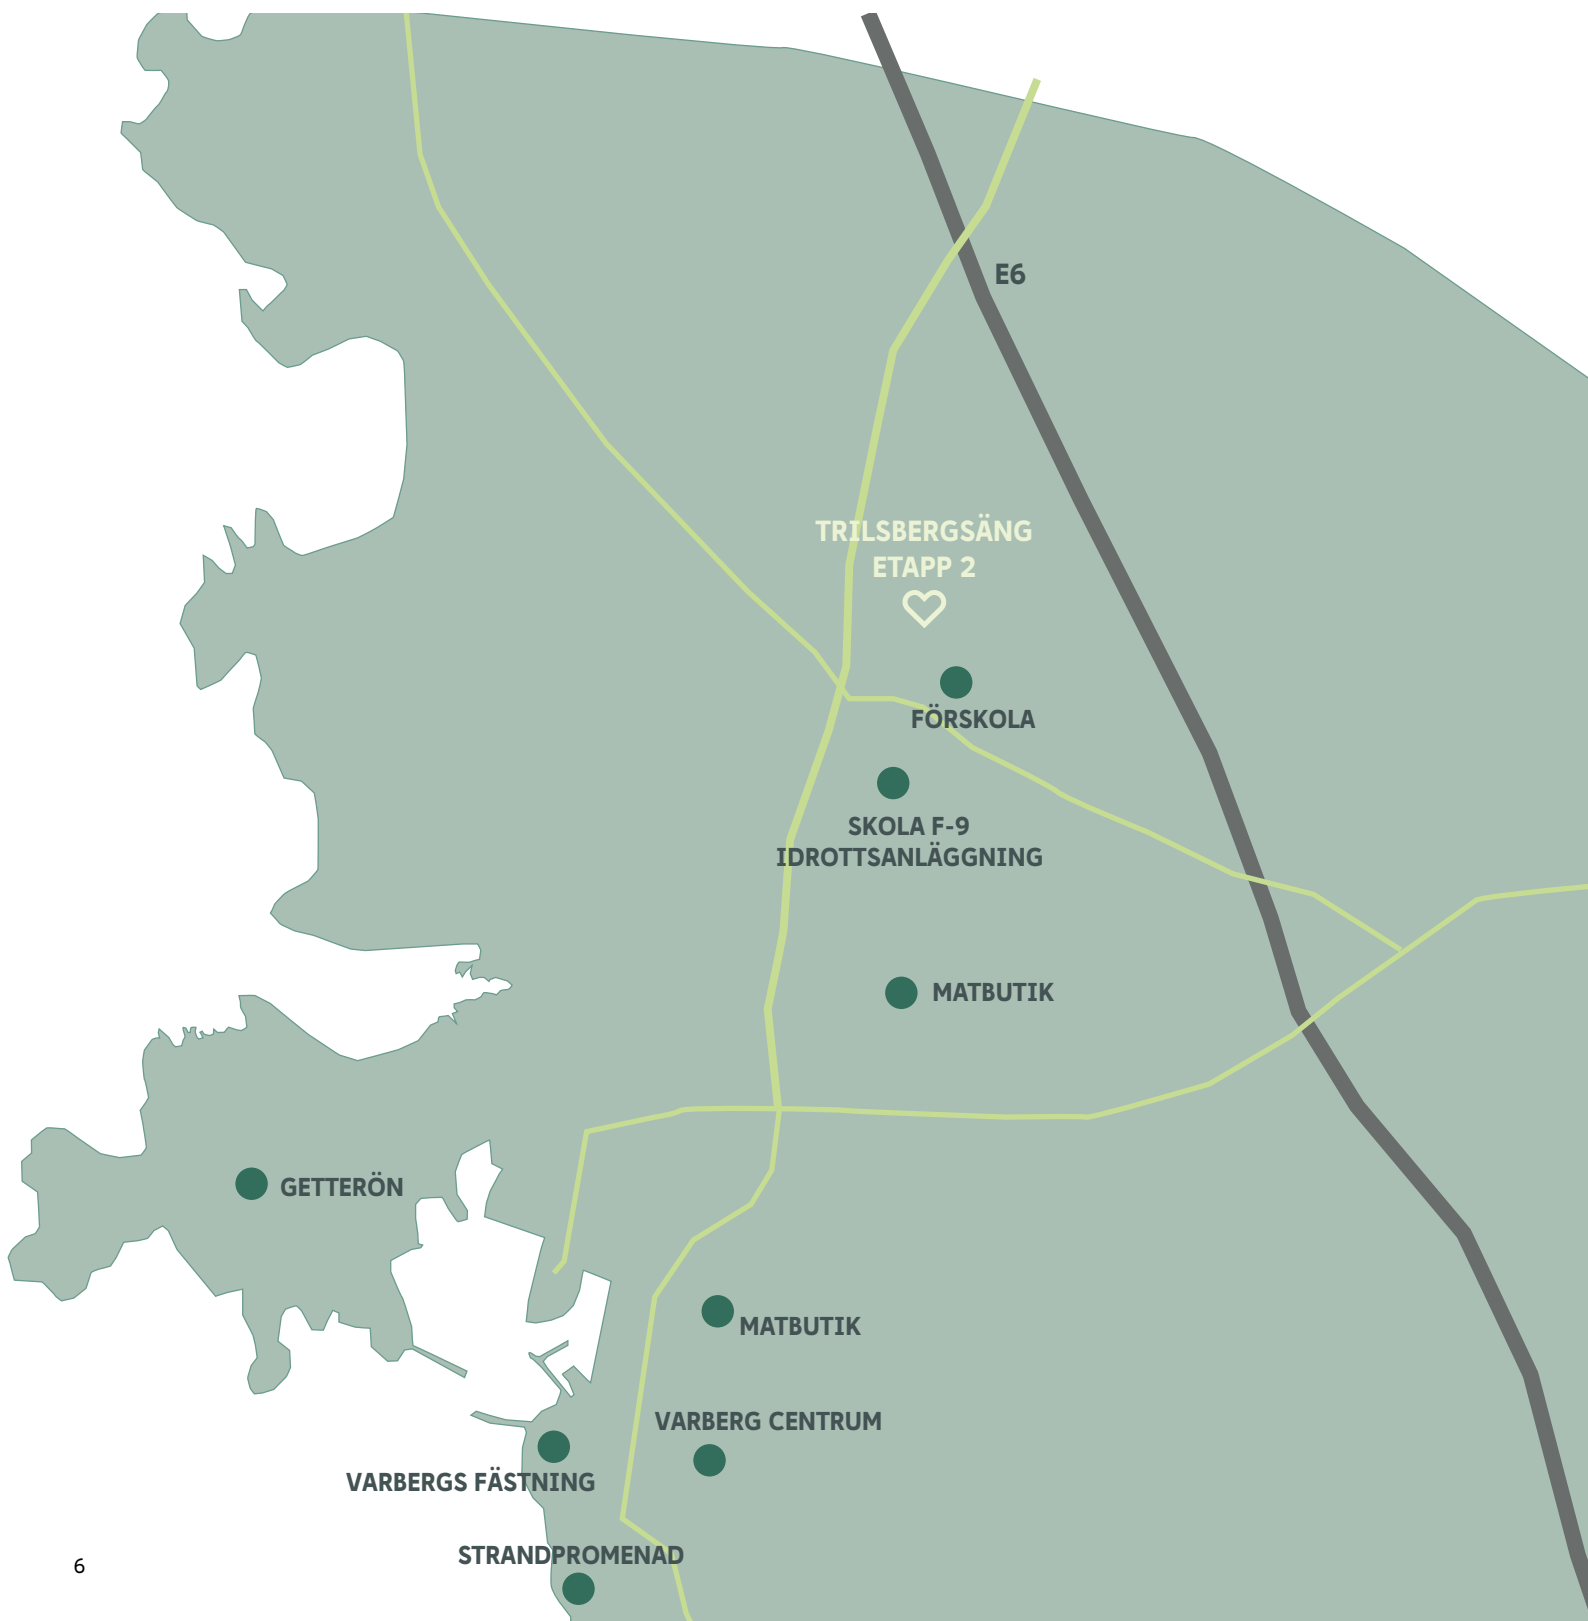 E6
TRILSBERGSÄNG
ETAPP 2
FÖRSKOLA
SKOLA F-9
IDROTTSANLÄGGNING
MATBUTIK
GETTERÖN
MATBUTIK
VARBERG CENTRUM
VARBERGS FÄSTNING
STRANDPROMENAD
6